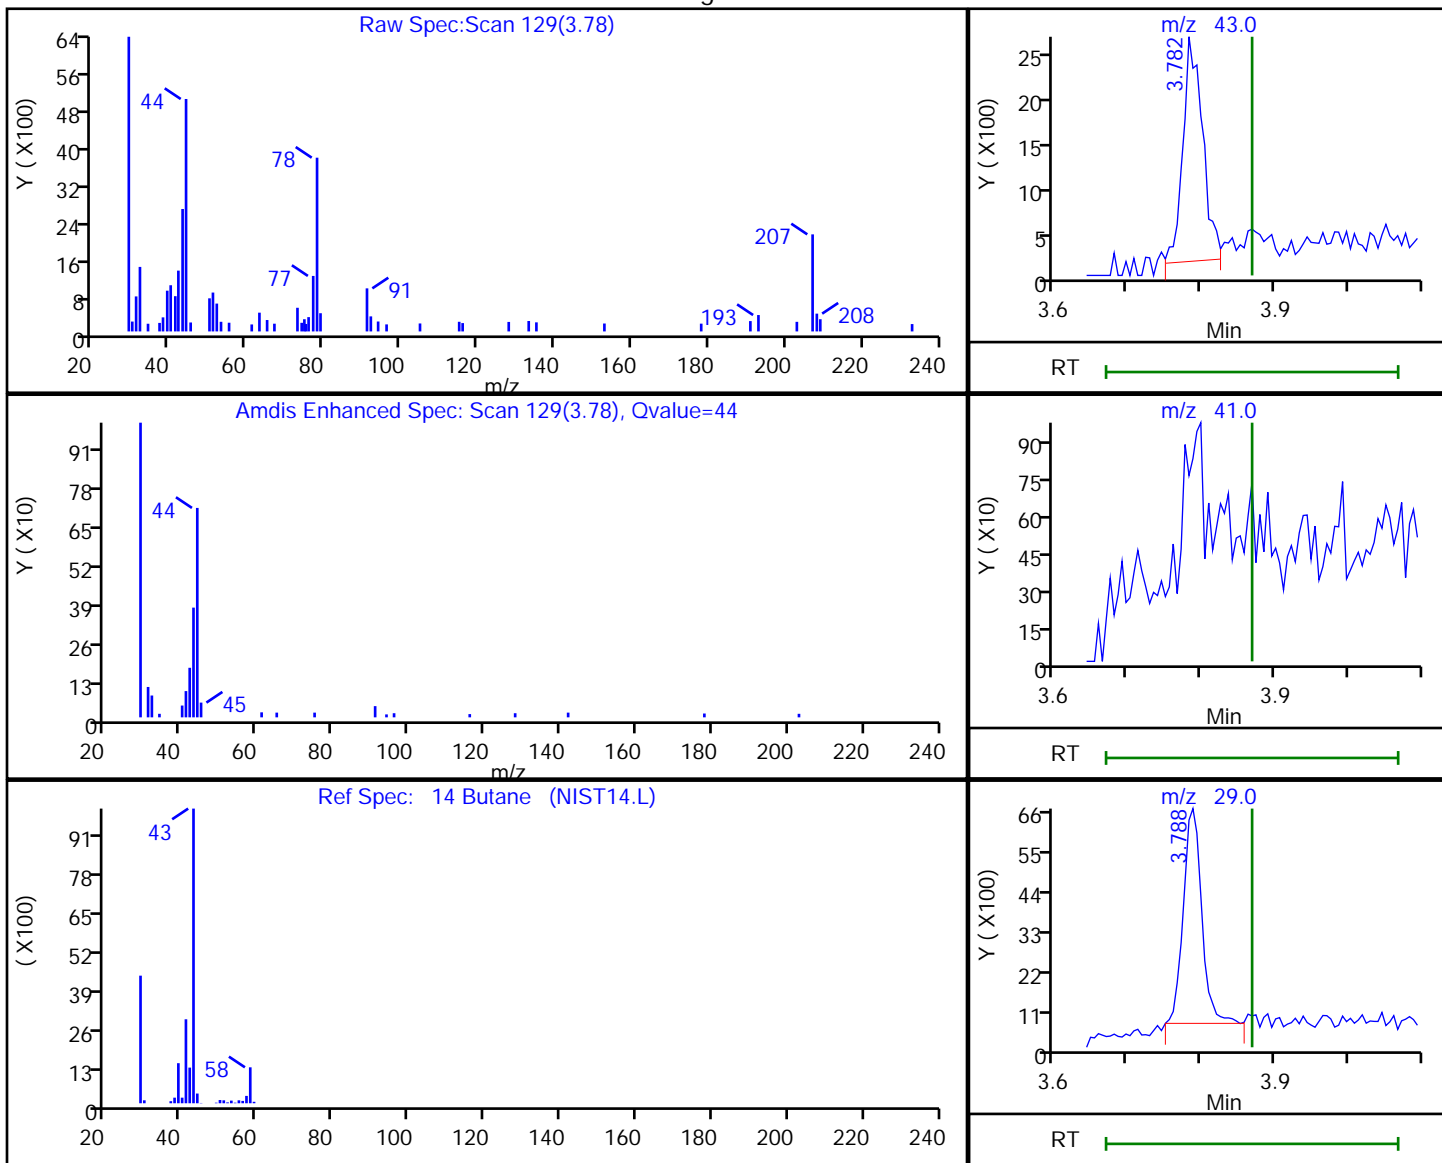 Raw Spec:Scan 129(3.78)
Y ( X100)
64
56
48
40
32
24
16
8
0
44
78
77
91
207
193
208
20 40 60 80 100 120 140 160 180 200 220 240
m/z
m/z 43.0
Y ( X100)
25
20
15
10
5
0
3.782
3.6 3.9
Min
RT
Amdis Enhanced Spec: Scan 129(3.78), Qvalue=44
Y ( X10)
91
78
65
52
39
26
13
0
44
45
20 40 60 80 100 120 140 160 180 200 220 240
m/z
m/z 41.0
Y ( X10)
90
75
60
45
30
15
0
3.6 3.9
Min
RT
Ref Spec: 14 Butane (NIST14.L)
( X100)
91
78
65
52
39
26
13
0
43
58
20 40 60 80 100 120 140 160 180 200 220 240
m/z 29.0
Y ( X100)
66
55
44
33
22
11
0
3.788
3.6 3.9
Min
RT